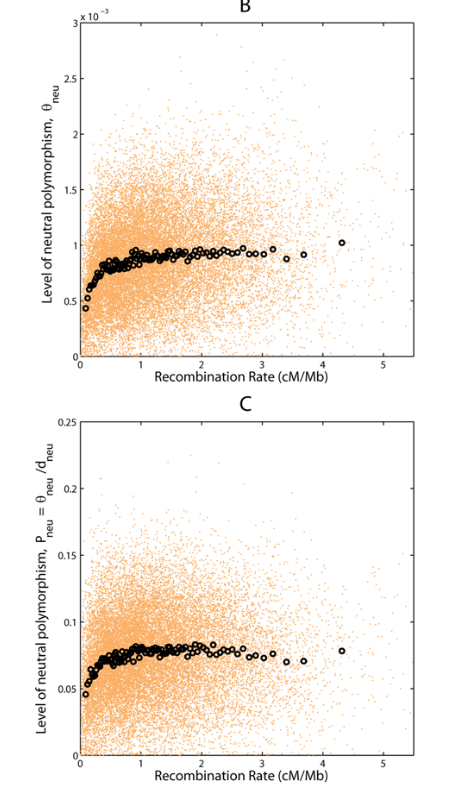 B
3 x 10⁻³
2.5
2
1.5
1
0.5
0
Level of neutral polymorphism, θneu
0 1 2 3 4 5
Recombination Rate (cM/Mb)
C
0.25
0.2
0.15
0.1
0.05
0
Level of neutral polymorphism, Pneu = θneu /dneu
0 1 2 3 4 5
Recombination Rate (cM/Mb)